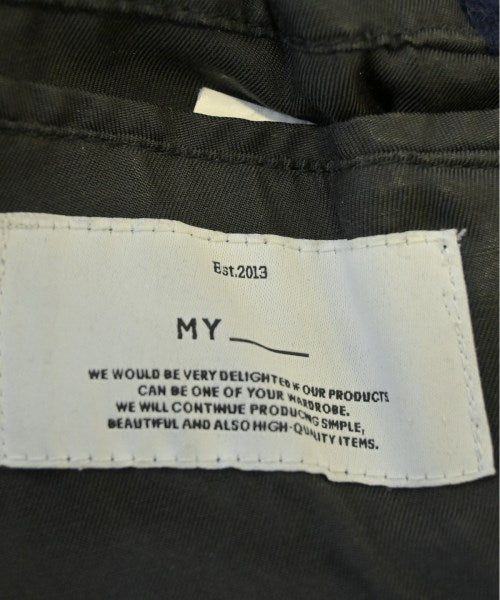 Est.2013
MY____
WE WOULD BE VERY DELIGHTED IF OUR PRODUCTS
CAN BE ONE OF YOUR WARDROBE.
WE WILL CONTINUE PRODUCING SIMPLE,
BEAUTIFUL AND ALSO HIGH-QUALITY ITEMS.